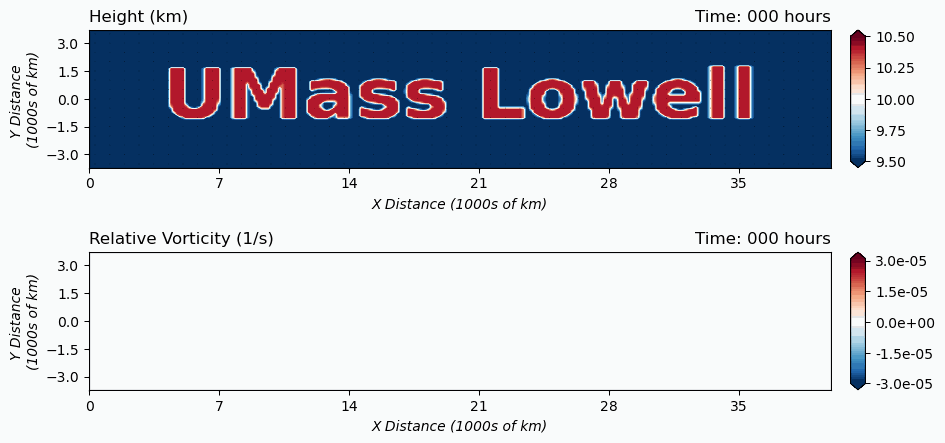 Height (km) Time: 000 hours
Y Distance
(1000s of km)
3.0
1.5
0.0
−1.5
−3.0
UMass Lowell
10.50
10.25
10.00
9.75
9.50
0 7 14 21 28 35
X Distance (1000s of km)
Relative Vorticity (1/s) Time: 000 hours
Y Distance
(1000s of km)
3.0
1.5
0.0
−1.5
−3.0
3.0e-05
1.5e-05
0.0e+00
-1.5e-05
-3.0e-05
0 7 14 21 28 35
X Distance (1000s of km)